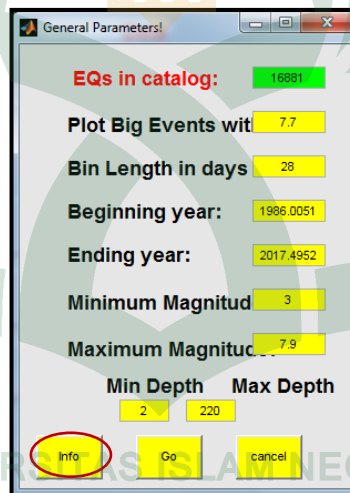 General Parameters!
EQs in catalog: 16881
Plot Big Events wit 7.7
Bin Length in days 28
Beginning year: 1986.0051
Ending year: 2017.4952
Minimum Magnitud 3
Maximum Magnitude: 7.9
Min Depth Max Depth
2 220
Info Go cancel
RSITAS ISLAM NE